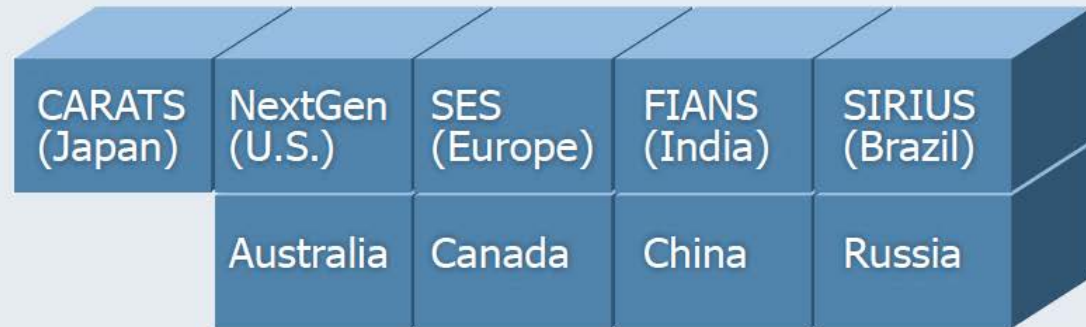 CARATS
(Japan)
NextGen
(U.S.)
SES
(Europe)
FIANS
(India)
SIRIUS
(Brazil)
Australia
Canada
China
Russia